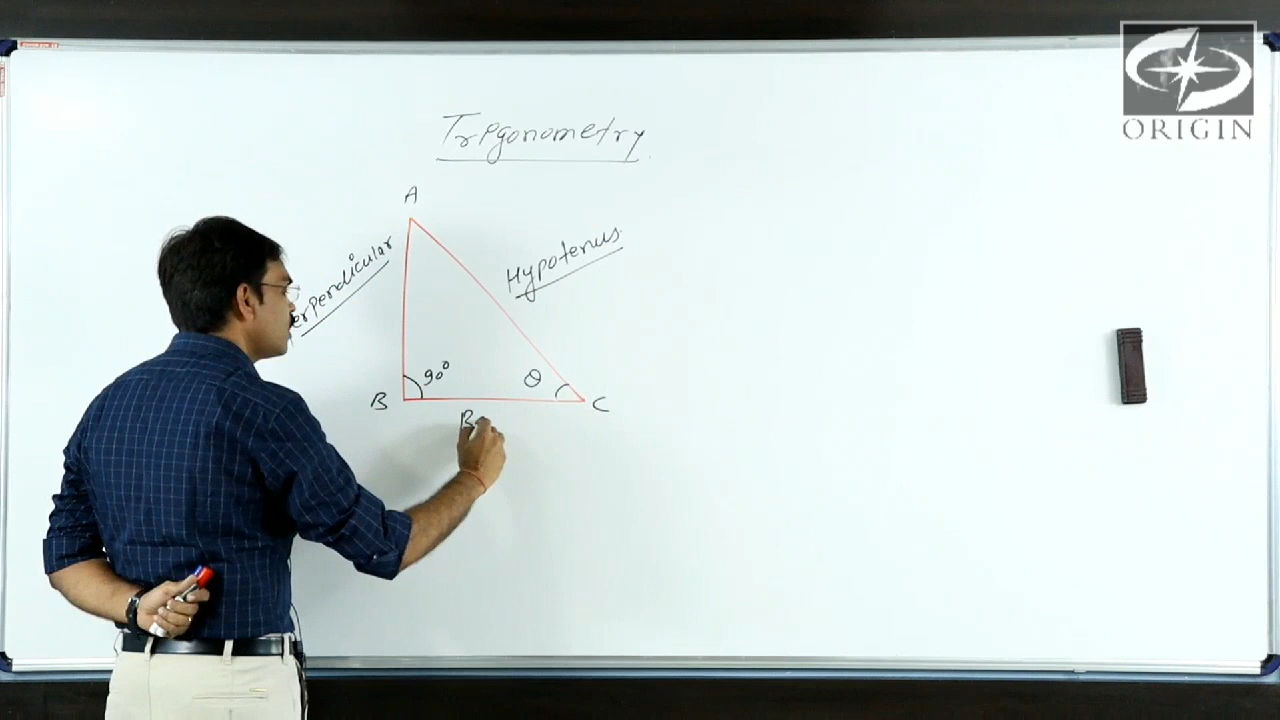 ORIGIN
Trigonometry
A
erpendicular
Hypotenus
90°
θ
B
C